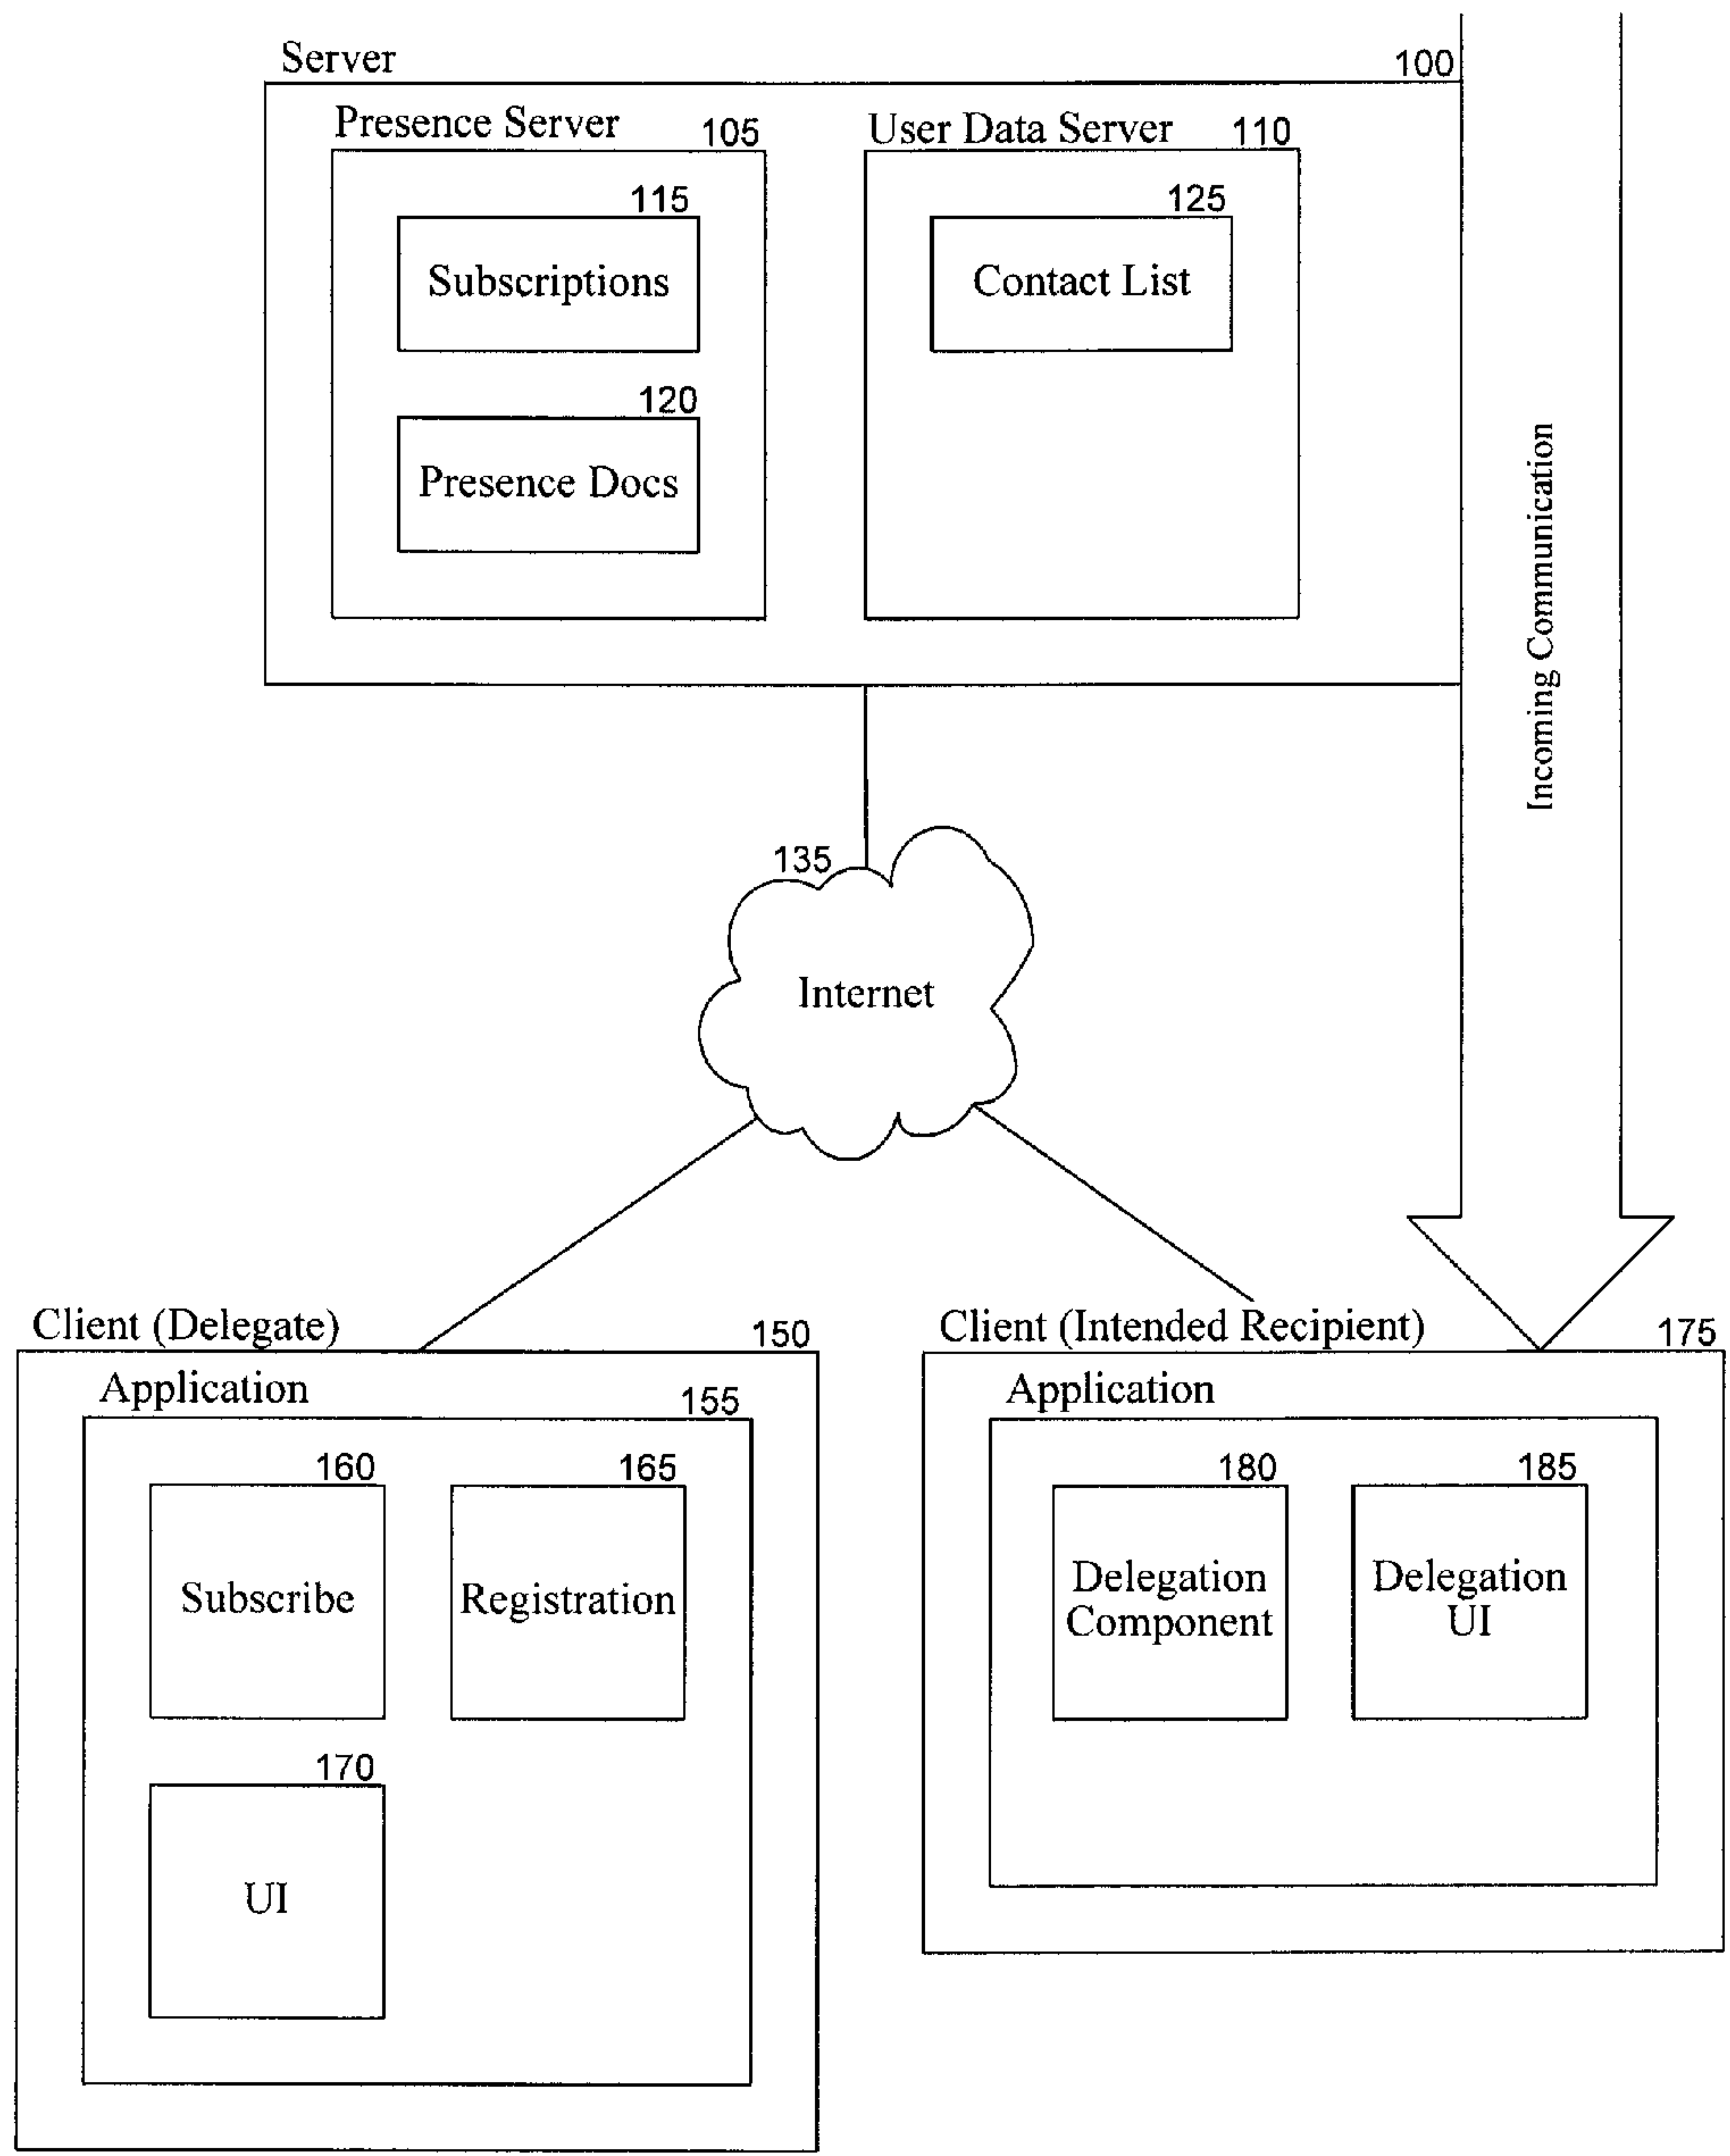 Server
100
Presence Server
105
User Data Server
110
115
Subscriptions
125
Contact List
120
Presence Docs
Incoming Communication
135
Internet
Client (Delegate)
150
Application
155
160
Subscribe
165
Registration
170
UI
Client (Intended Recipient)
175
Application
180
Delegation
Component
185
Delegation
UI